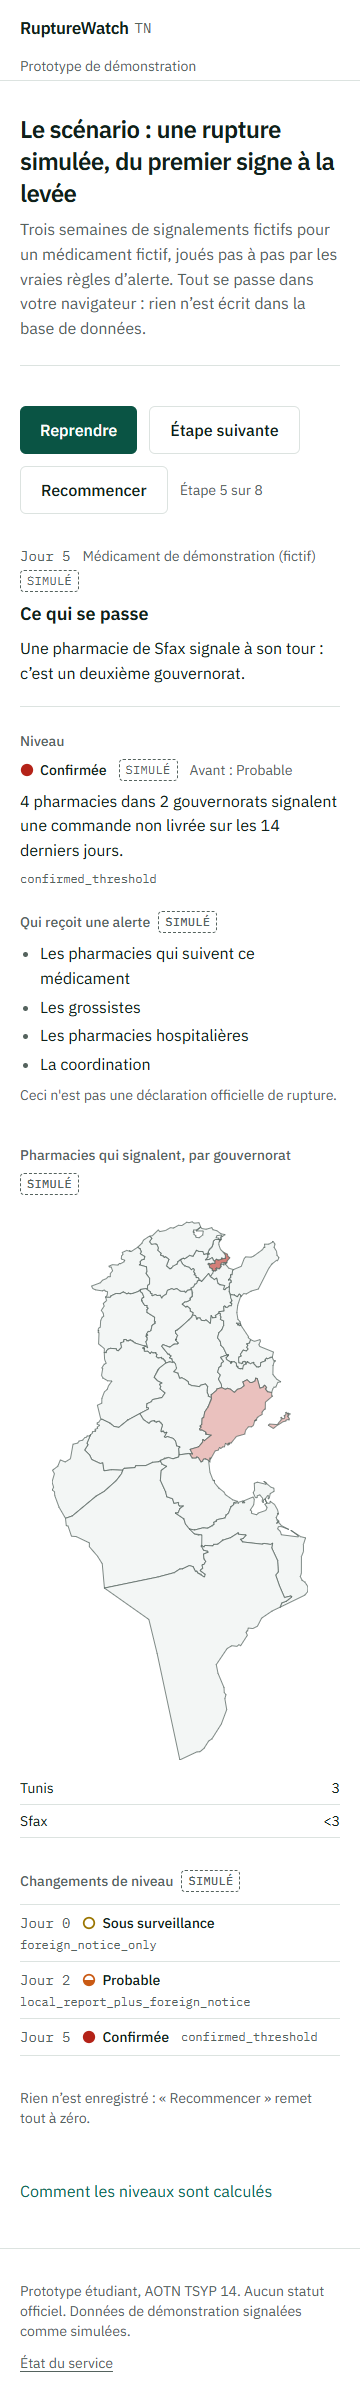 RuptureWatch TN
Prototype de démonstration
Le scénario : une rupture
simulée, du premier signe à la
levée
Trois semaines de signalements fictifs pour
un médicament fictif, joués pas à pas par les
vraies règles d’alerte. Tout se passe dans
votre navigateur : rien n’est écrit dans la
base de données.
Reprendre
Étape suivante
Recommencer
Étape 5 sur 8
Jour 5 Médicament de démonstration (fictif)
SIMULÉ
Ce qui se passe
Une pharmacie de Sfax signale à son tour :
c’est un deuxième gouvernorat.
Niveau
Confirmée SIMULÉ Avant : Probable
4 pharmacies dans 2 gouvernorats signalent
une commande non livrée sur les 14
derniers jours.
confirmed_threshold
Qui reçoit une alerte SIMULÉ
• Les pharmacies qui suivent ce
médicament
• Les grossistes
• Les pharmacies hospitalières
• La coordination
Ceci n'est pas une déclaration officielle de rupture.
Pharmacies qui signalent, par gouvernorat
SIMULÉ
Tunis 3
Sfax <3
Changements de niveau SIMULÉ
Jour 0 Sous surveillance
foreign_notice_only
Jour 2 Probable
local_report_plus_foreign_notice
Jour 5 Confirmée confirmed_threshold
Rien n’est enregistré : « Recommencer » remet
tout à zéro.
Comment les niveaux sont calculés
Prototype étudiant, AOTN TSYP 14. Aucun statut
officiel. Données de démonstration signalées
comme simulées.
État du service